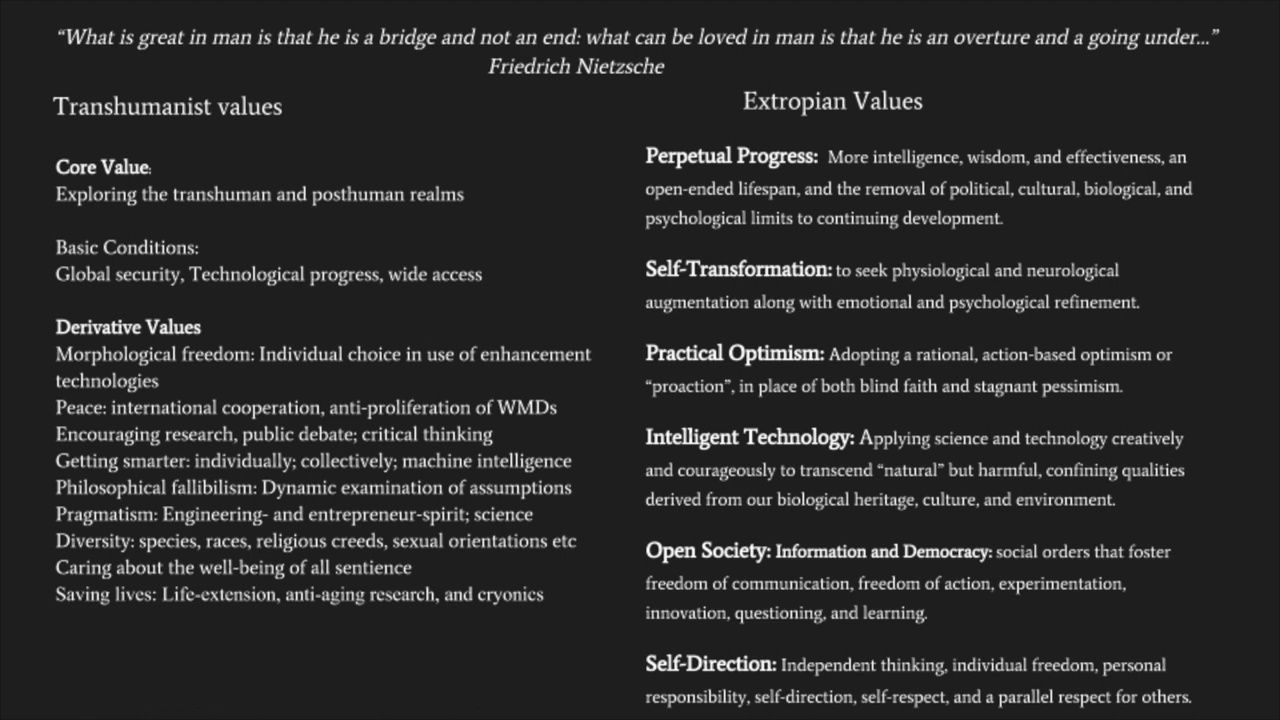 “What is great in man is that he is a bridge and not an end: what can be loved in man is that he is an overture and a going under...”
Friedrich Nietzsche
Transhumanist values
Core Value:
Exploring the transhuman and posthuman realms
Basic Conditions:
Global security, Technological progress, wide access
Derivative Values
Morphological freedom: Individual choice in use of enhancement
technologies
Peace: international cooperation, anti-proliferation of WMDs
Encouraging research, public debate; critical thinking
Getting smarter: individually; collectively; machine intelligence
Philosophical fallibilism: Dynamic examination of assumptions
Pragmatism: Engineering- and entrepreneur-spirit; science
Diversity: species, races, religious creeds, sexual orientations etc
Caring about the well-being of all sentience
Saving lives: Life-extension, anti-aging research, and cryonics
Extropian Values
Perpetual Progress: More intelligence, wisdom, and effectiveness, an
open-ended lifespan, and the removal of political, cultural, biological, and
psychological limits to continuing development.
Self-Transformation: to seek physiological and neurological
augmentation along with emotional and psychological refinement.
Practical Optimism: Adopting a rational, action-based optimism or
“proaction”, in place of both blind faith and stagnant pessimism.
Intelligent Technology: Applying science and technology creatively
and courageously to transcend “natural” but harmful, confining qualities
derived from our biological heritage, culture, and environment.
Open Society: Information and Democracy: social orders that foster
freedom of communication, freedom of action, experimentation,
innovation, questioning, and learning.
Self-Direction: Independent thinking, individual freedom, personal
responsibility, self-direction, self-respect, and a parallel respect for others.